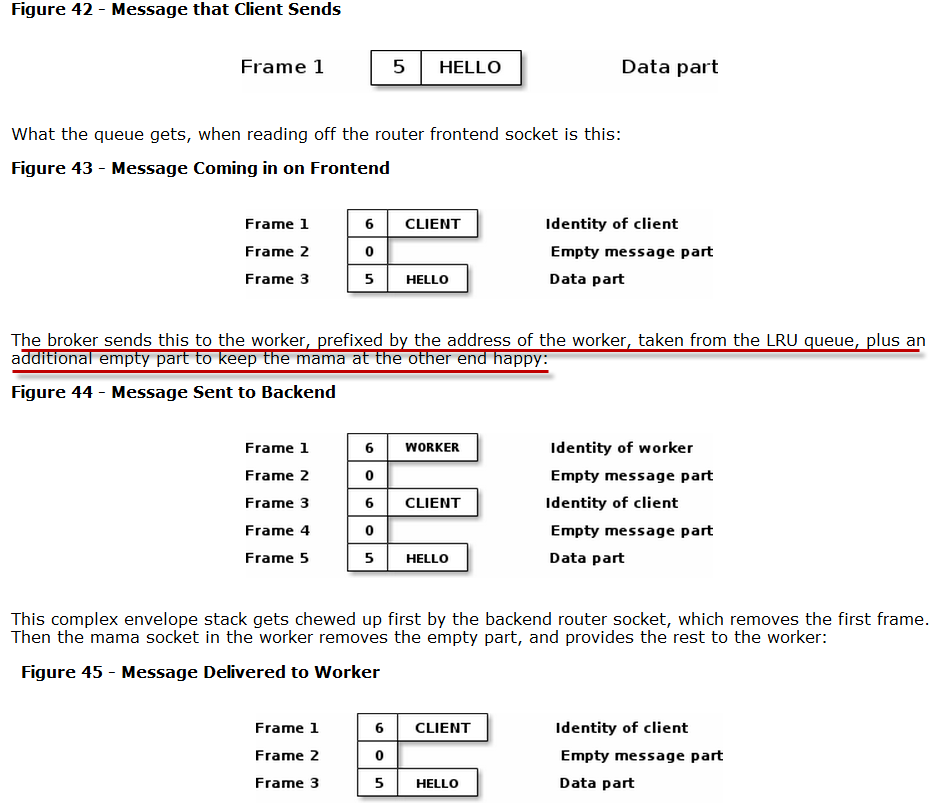 Figure 42 - Message that Client Sends
Frame 1 5 HELLO Data part
What the queue gets, when reading off the router frontend socket is this:
Figure 43 - Message Coming in on Frontend
Frame 1 6 CLIENT Identity of client
Frame 2 0 Empty message part
Frame 3 5 HELLO Data part
The broker sends this to the worker, prefixed by the address of the worker, taken from the LRU queue, plus an
additional empty part to keep the mama at the other end happy:
Figure 44 - Message Sent to Backend
Frame 1 6 WORKER Identity of worker
Frame 2 0 Empty message part
Frame 3 6 CLIENT Identity of client
Frame 4 0 Empty message part
Frame 5 5 HELLO Data part
This complex envelope stack gets chewed up first by the backend router socket, which removes the first frame.
Then the mama socket in the worker removes the empty part, and provides the rest to the worker:
Figure 45 - Message Delivered to Worker
Frame 1 6 CLIENT Identity of client
Frame 2 0 Empty message part
Frame 3 5 HELLO Data part